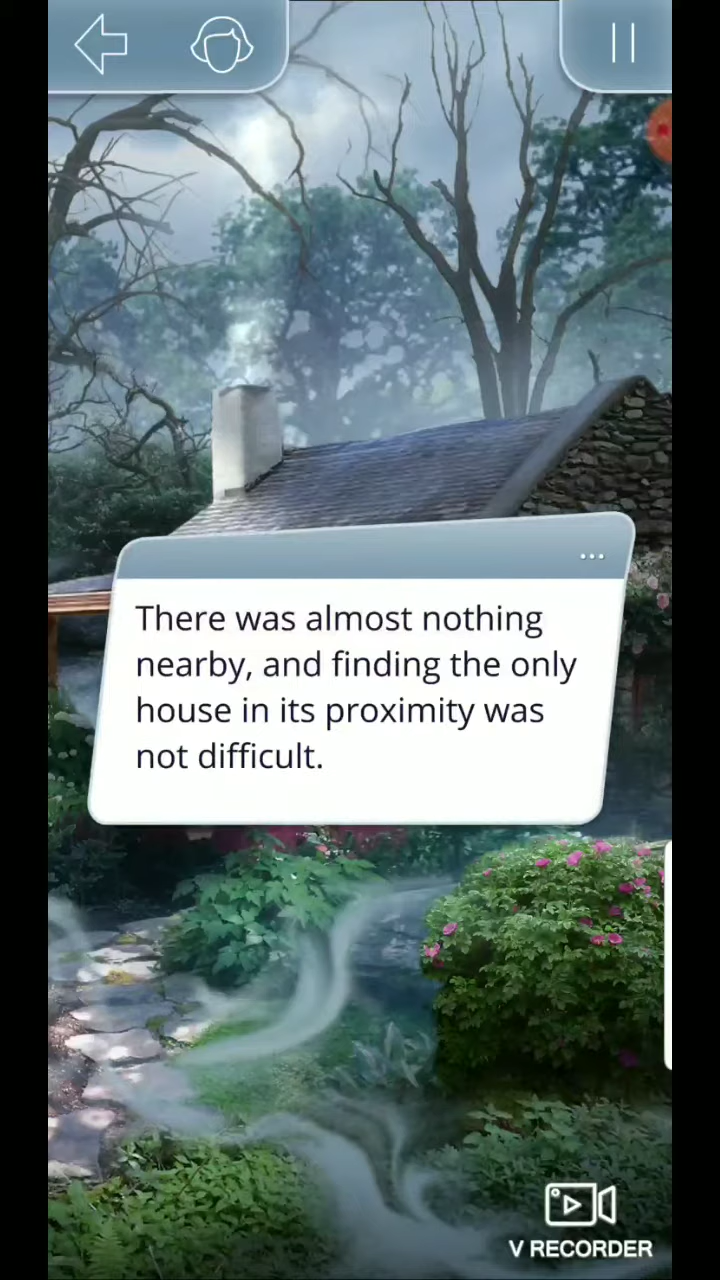 ...
There was almost nothing
nearby, and finding the only
house in its proximity was
not difficult.
V RECORDER